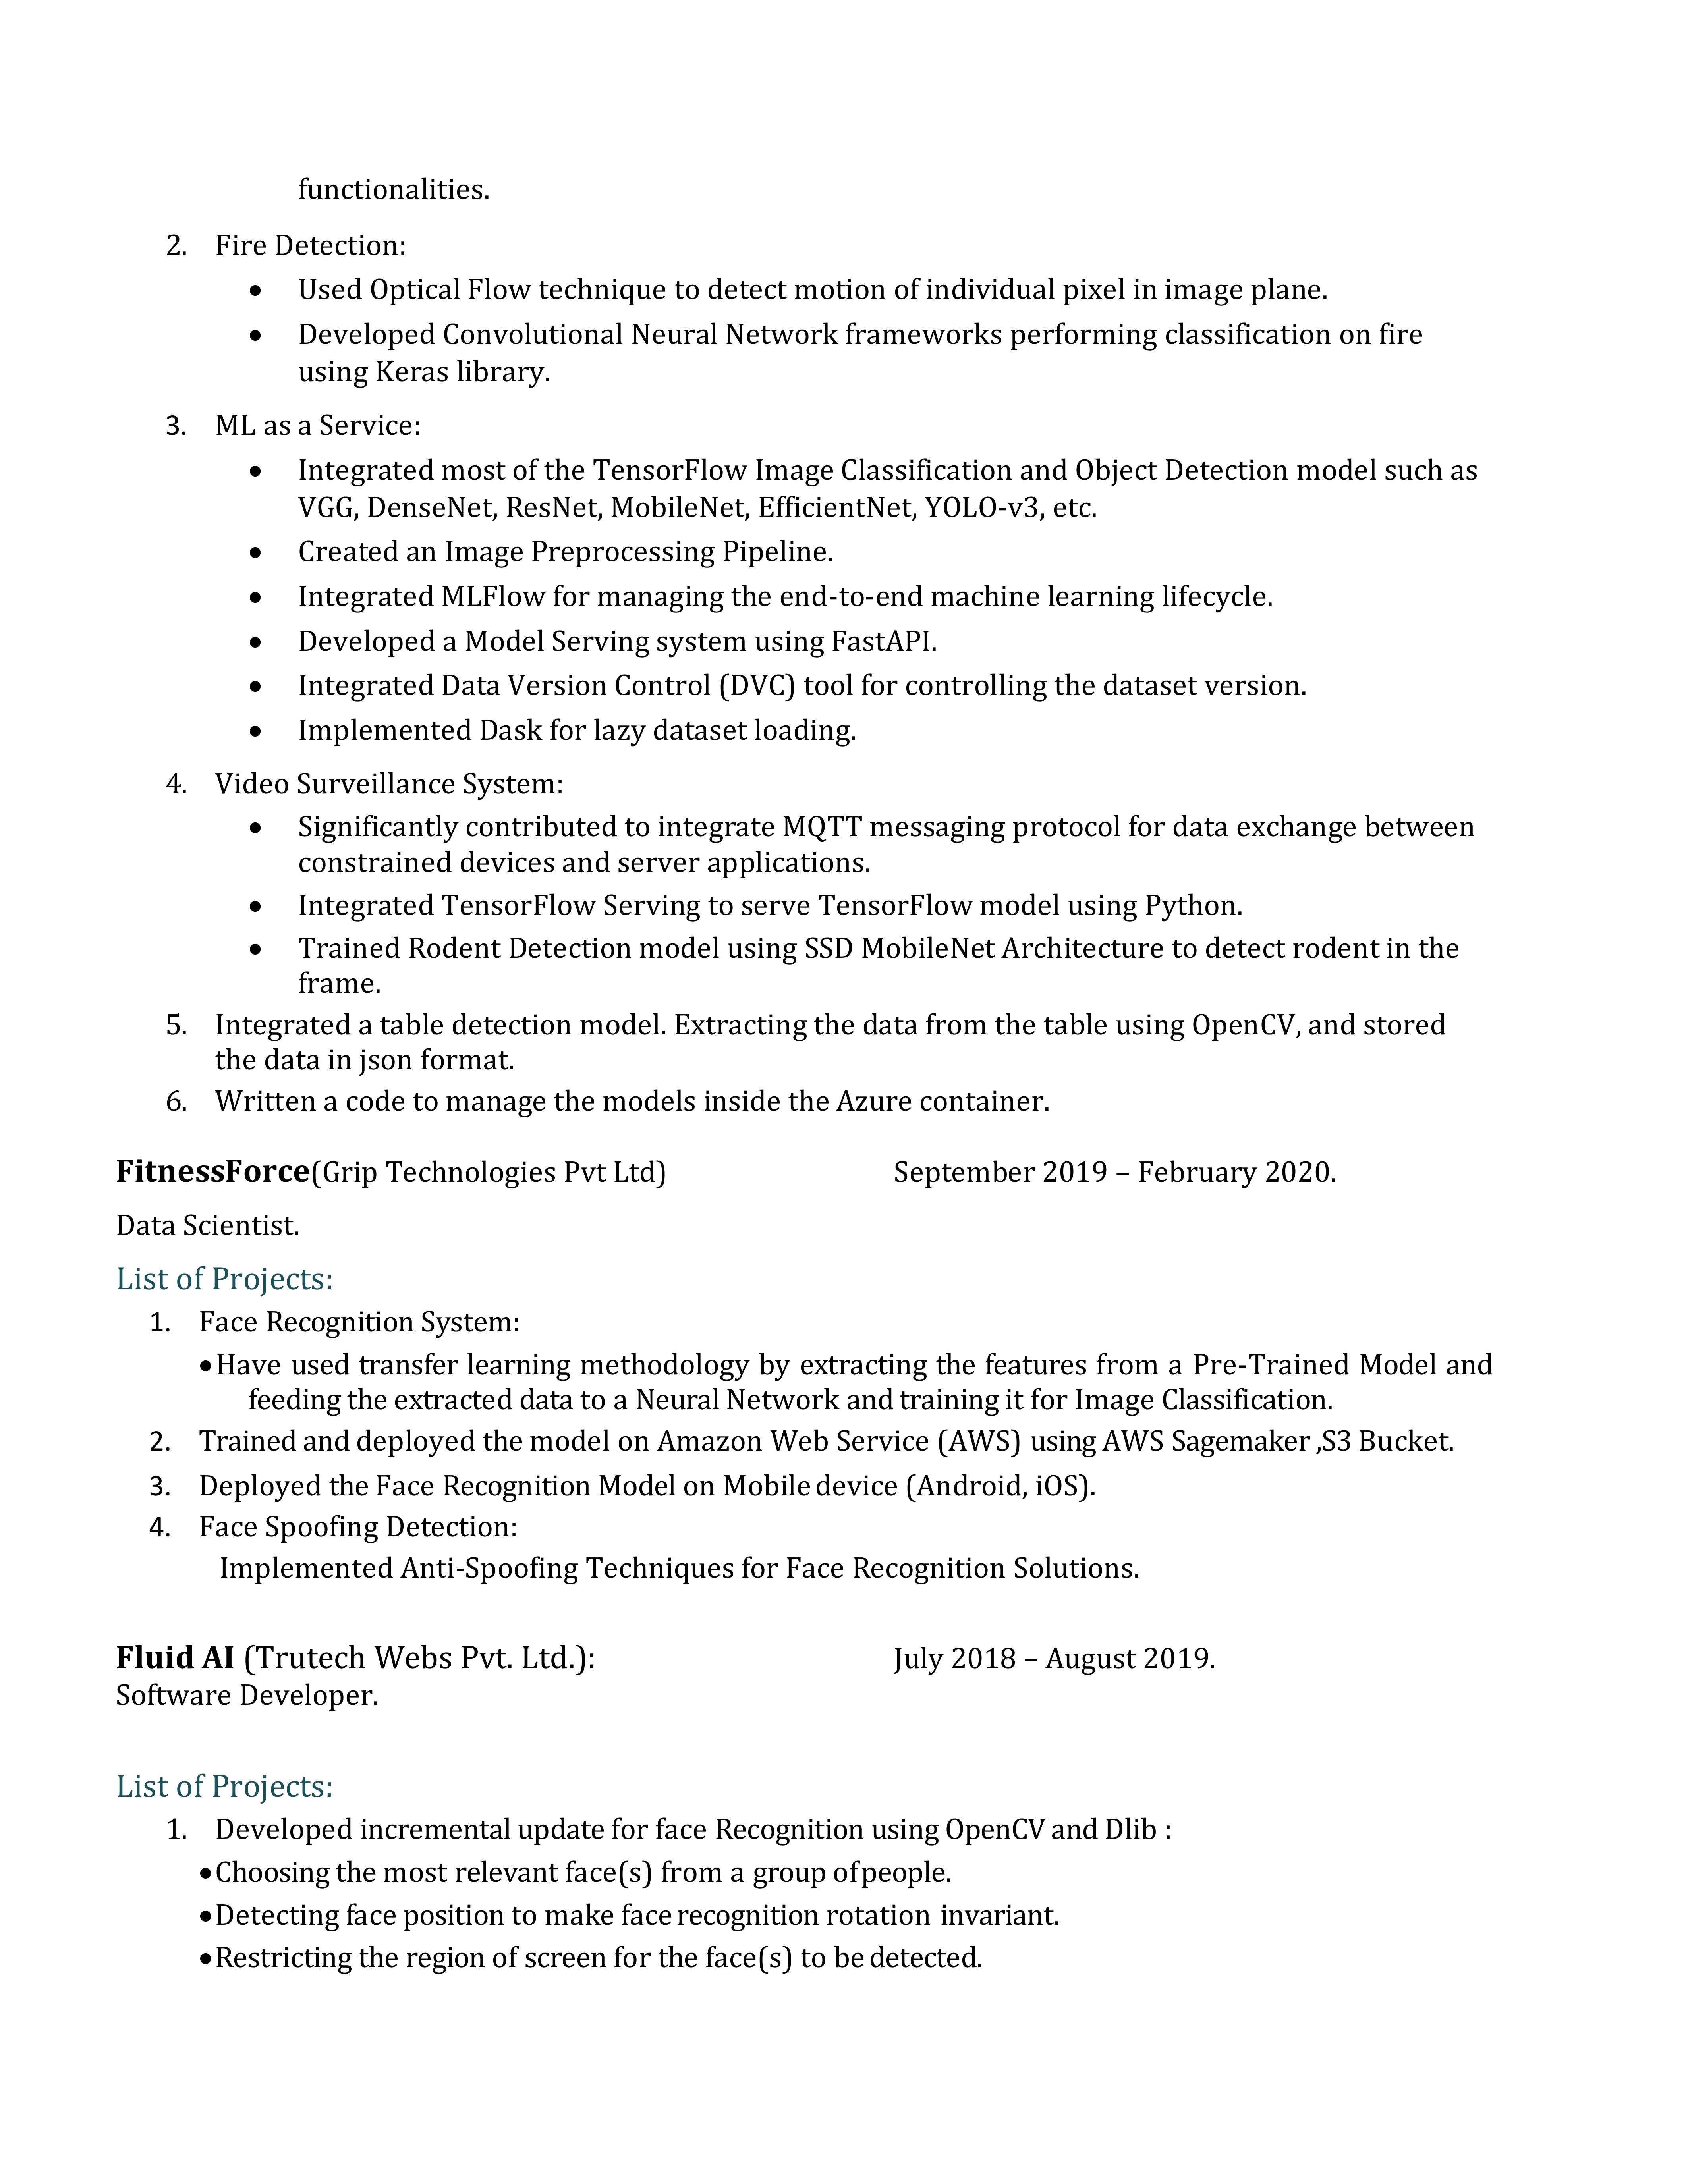 functionalities.
2. Fire Detection:
• Used Optical Flow technique to detect motion of individual pixel in image plane.
• Developed Convolutional Neural Network frameworks performing classification on fire
using Keras library.
3. ML as a Service:
• Integrated most of the TensorFlow Image Classification and Object Detection model such as
VGG, DenseNet, ResNet, MobileNet, EfficientNet, YOLO-v3, etc.
• Created an Image Preprocessing Pipeline.
• Integrated MLFlow for managing the end-to-end machine learning lifecycle.
• Developed a Model Serving system using FastAPI.
• Integrated Data Version Control (DVC) tool for controlling the dataset version.
• Implemented Dask for lazy dataset loading.
4. Video Surveillance System:
• Significantly contributed to integrate MQTT messaging protocol for data exchange between
constrained devices and server applications.
• Integrated TensorFlow Serving to serve TensorFlow model using Python.
• Trained Rodent Detection model using SSD MobileNet Architecture to detect rodent in the
frame.
5. Integrated a table detection model. Extracting the data from the table using OpenCV, and stored
the data in json format.
6. Written a code to manage the models inside the Azure container.
FitnessForce(Grip Technologies Pvt Ltd) September 2019 – February 2020.
Data Scientist.
List of Projects:
1. Face Recognition System:
•Have used transfer learning methodology by extracting the features from a Pre-Trained Model and
feeding the extracted data to a Neural Network and training it for Image Classification.
2. Trained and deployed the model on Amazon Web Service (AWS) using AWS Sagemaker ,S3 Bucket.
3. Deployed the Face Recognition Model on Mobile device (Android, iOS).
4. Face Spoofing Detection:
Implemented Anti-Spoofing Techniques for Face Recognition Solutions.
Fluid AI (Trutech Webs Pvt. Ltd.): July 2018 – August 2019.
Software Developer.
List of Projects:
1. Developed incremental update for face Recognition using OpenCV and Dlib :
•Choosing the most relevant face(s) from a group of people.
•Detecting face position to make face recognition rotation invariant.
•Restricting the region of screen for the face(s) to be detected.